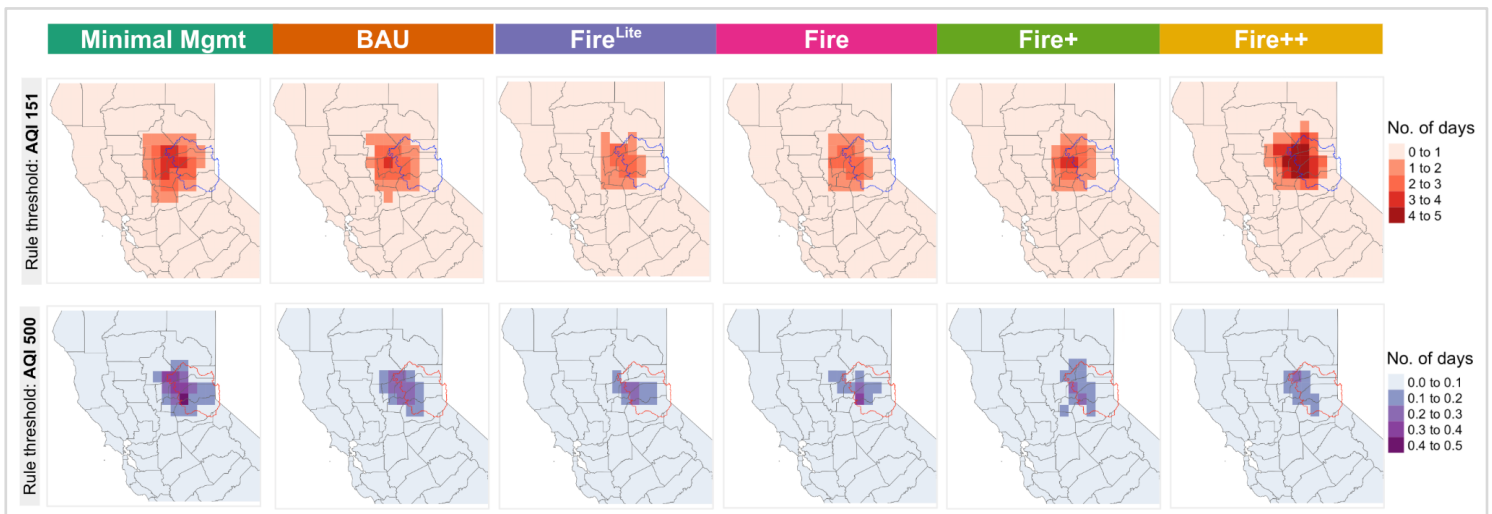 Minimal Mgmt
BAU
Fire^Lite
Fire
Fire+
Fire++
Rule threshold: AQI 151
No. of days
0 to 1
1 to 2
2 to 3
3 to 4
4 to 5
Rule threshold: AQI 500
No. of days
0.0 to 0.1
0.1 to 0.2
0.2 to 0.3
0.3 to 0.4
0.4 to 0.5